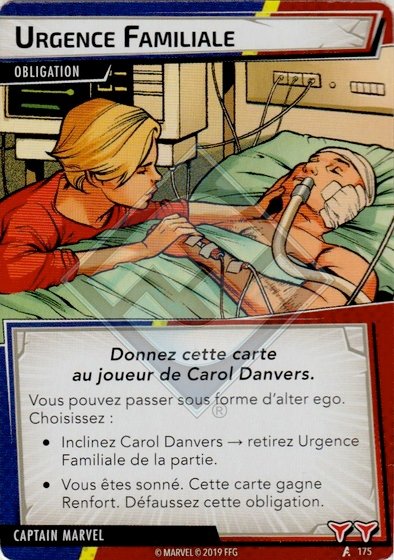 URGENCE FAMILIALE
OBLIGATION
Donnez cette carte
au joueur de Carol Danvers.
Vous pouvez passer sous forme d'alter ego.
Choisissez :
• Inclinez Carol Danvers → retirez Urgence
Familiale de la partie.
• Vous êtes sonné. Cette carte gagne
Renfort. Défaussez cette obligation.
CAPTAIN MARVEL
© MARVEL © 2019 FFG
175